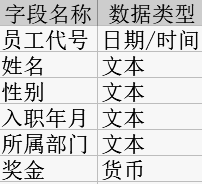 字段名称 数据类型
员工代号 日期/时间
姓名 文本
性别 文本
入职年月 文本
所属部门 文本
奖金 货币